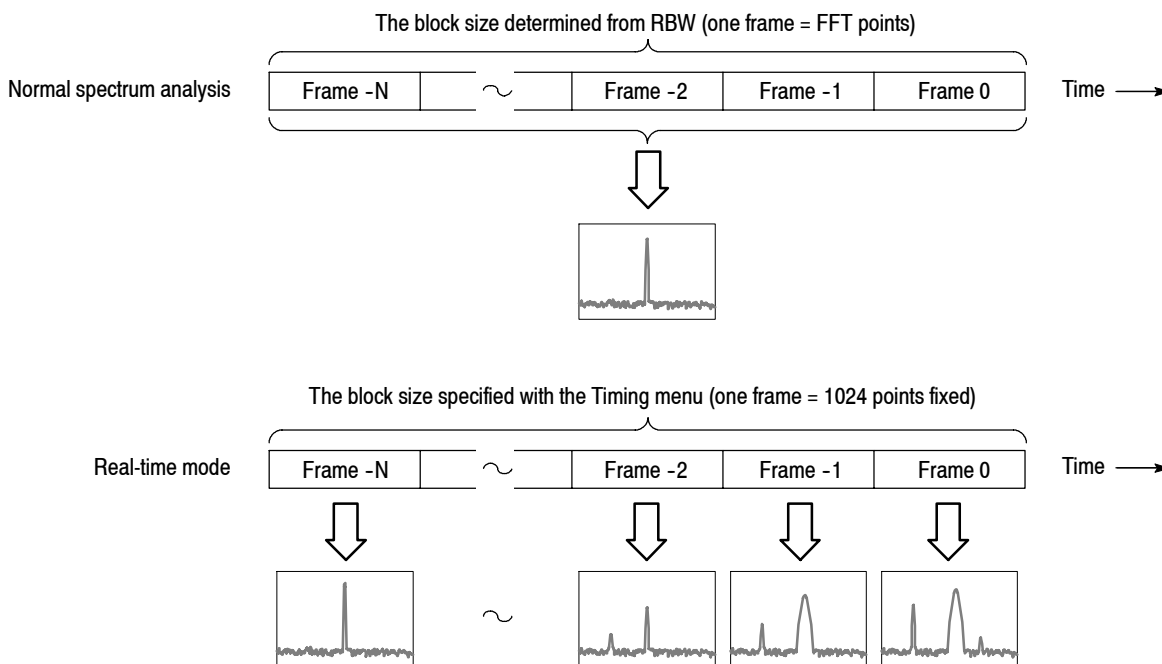 The block size determined from RBW (one frame = FFT points)
Normal spectrum analysis
Frame -N
Frame -2
Frame -1
Frame 0
Time
The block size specified with the Timing menu (one frame = 1024 points fixed)
Real-time mode
Frame -N
Frame -2
Frame -1
Frame 0
Time